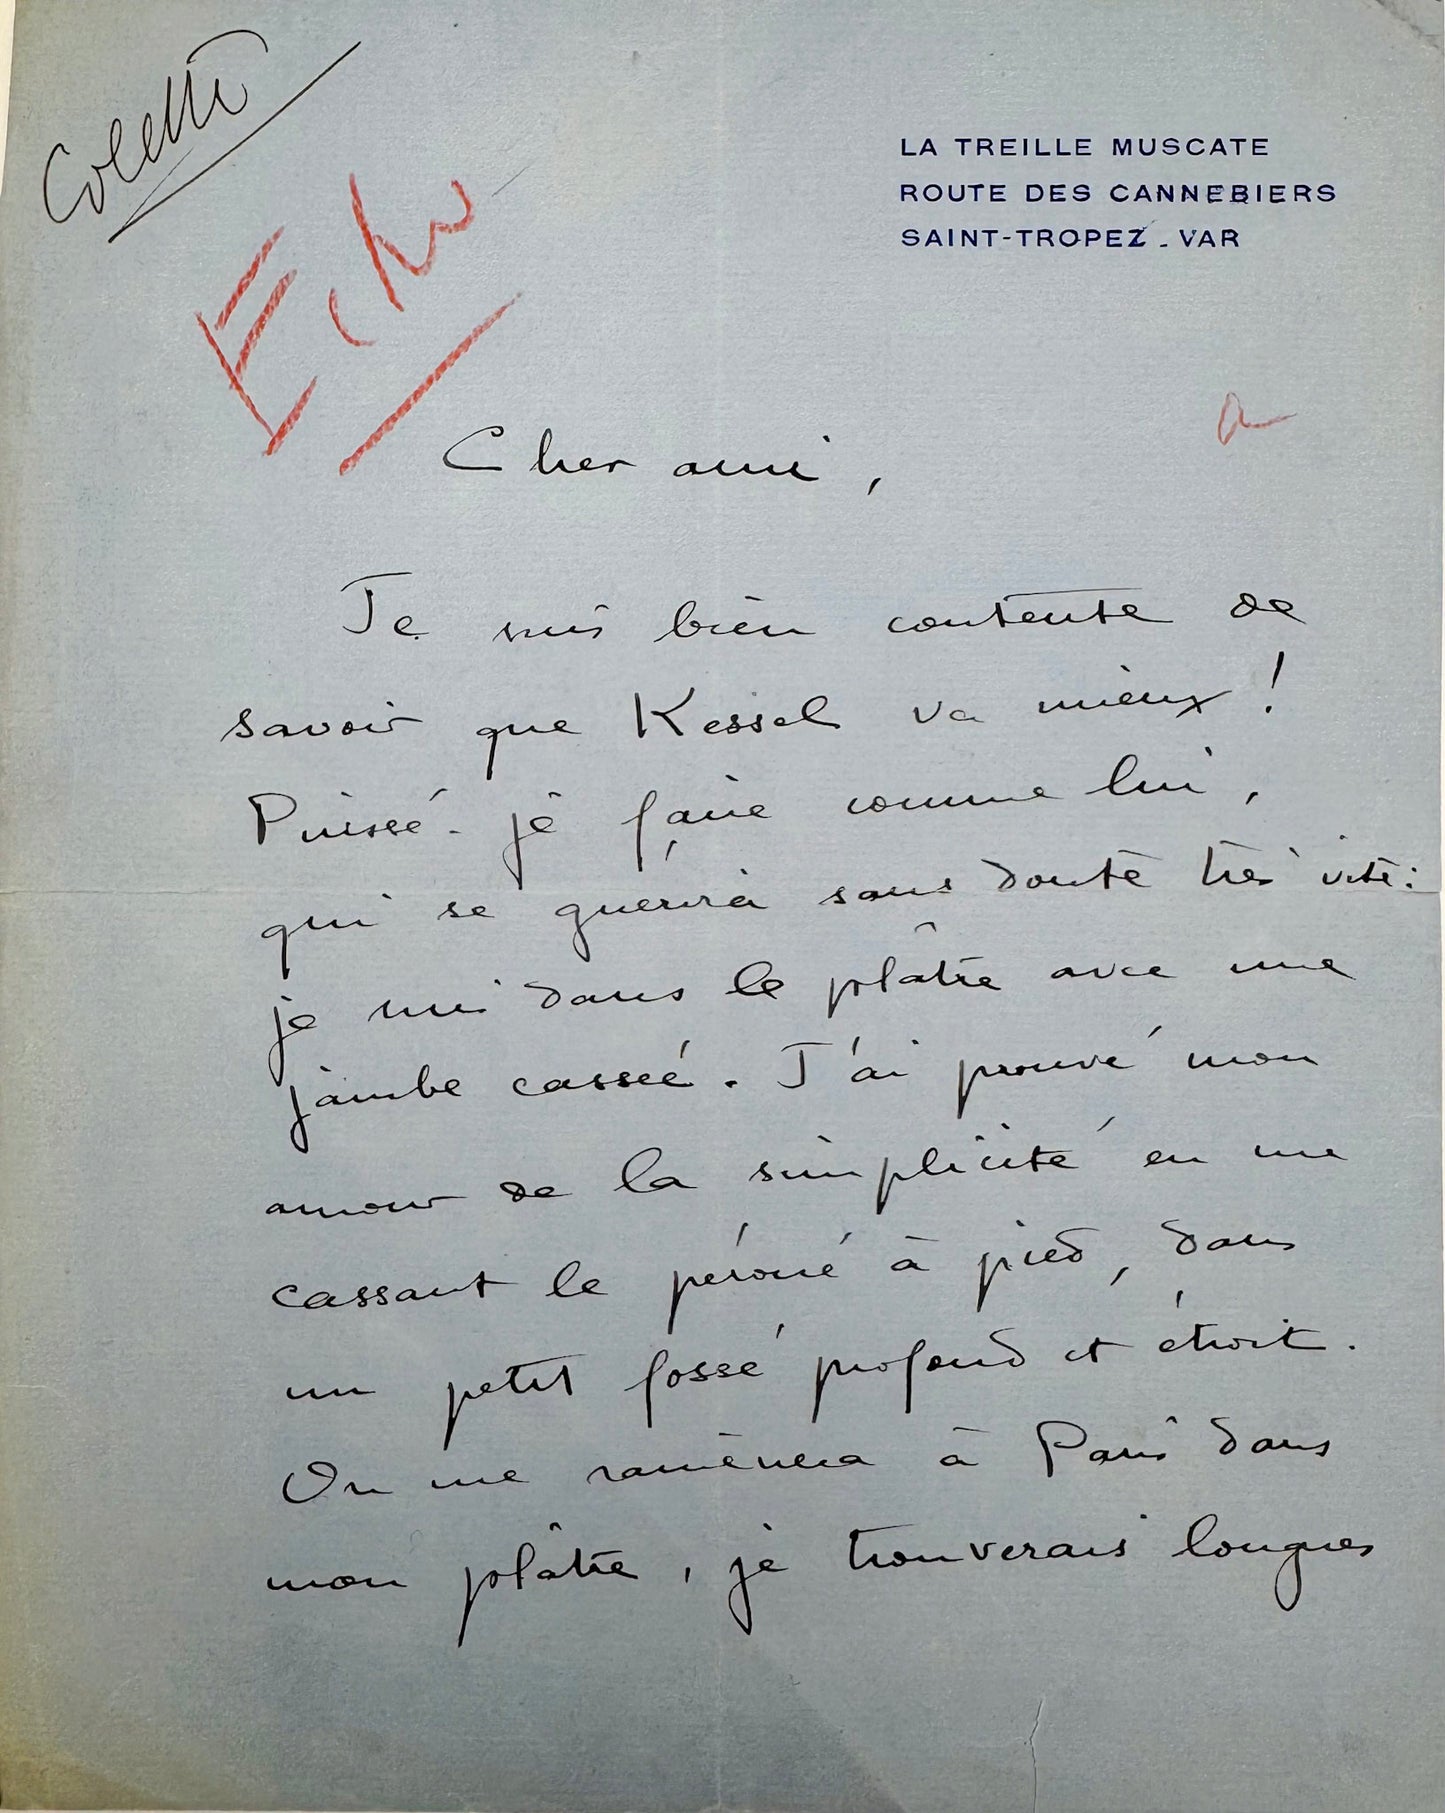 Colette
LA TREILLE MUSCATE
ROUTE DES CANNEBIERS
SAINT-TROPEZ - VAR
Cher ami,
Je suis bien contente de
savoir que Kessel va mieux !
Puissé-je faire comme lui,
qui se guérira sans doute très vite :
je suis dans le plâtre avec une
jambe cassée. J'ai prouvé mon
amour de la simplicité en me
cassant le péroné à pied, dans
un petit fossé profond et étroit.
On me ramènera à Paris dans
mon plâtre, je trouverais longues